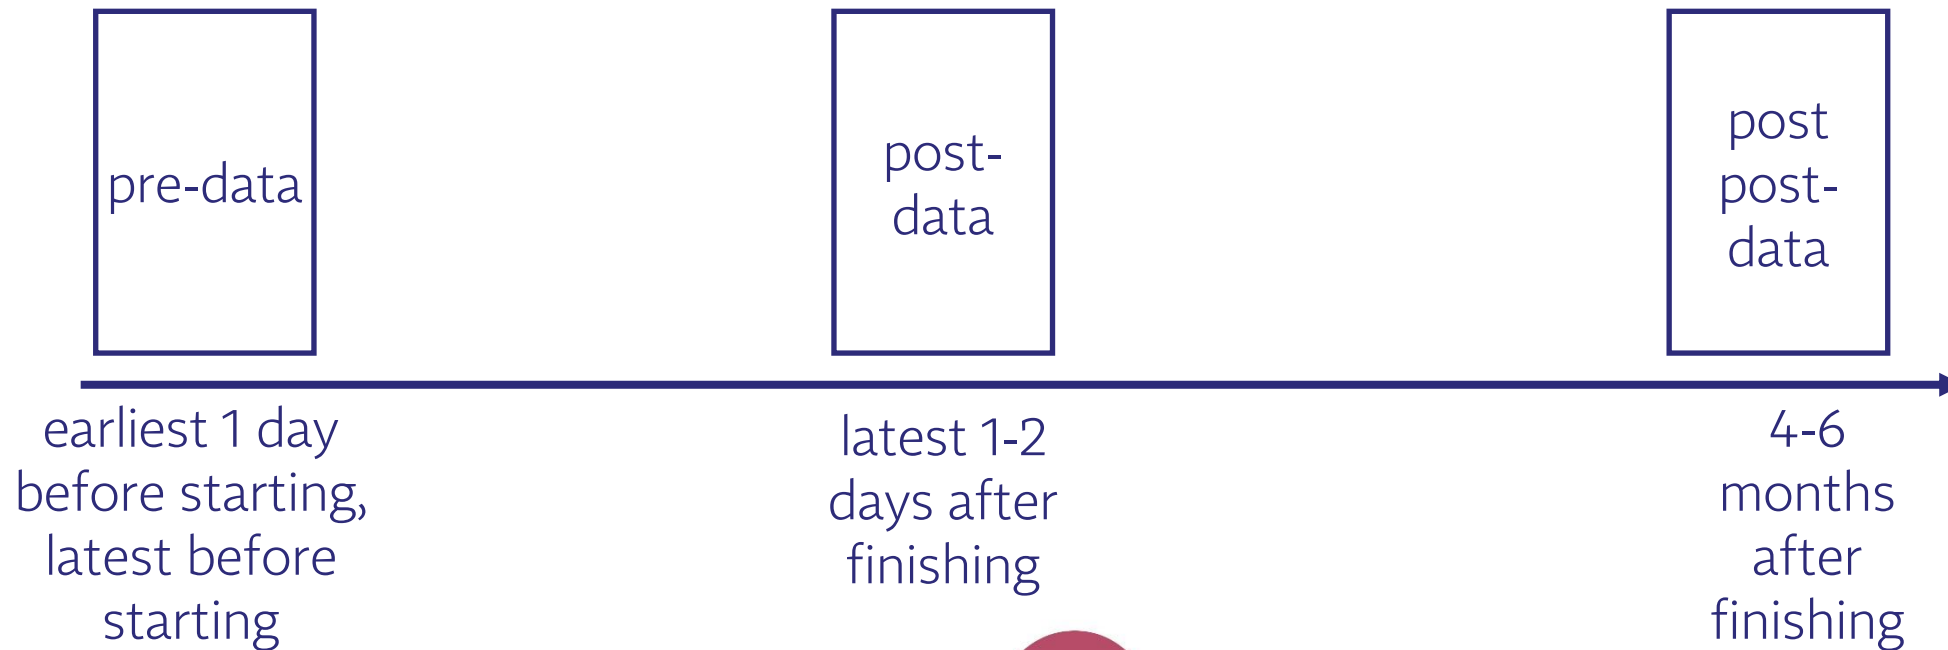 pre-data
post-
data
post
post-
data
earliest 1 day
before starting,
latest before
starting
latest 1-2
days after
finishing
4-6
months
after
finishing